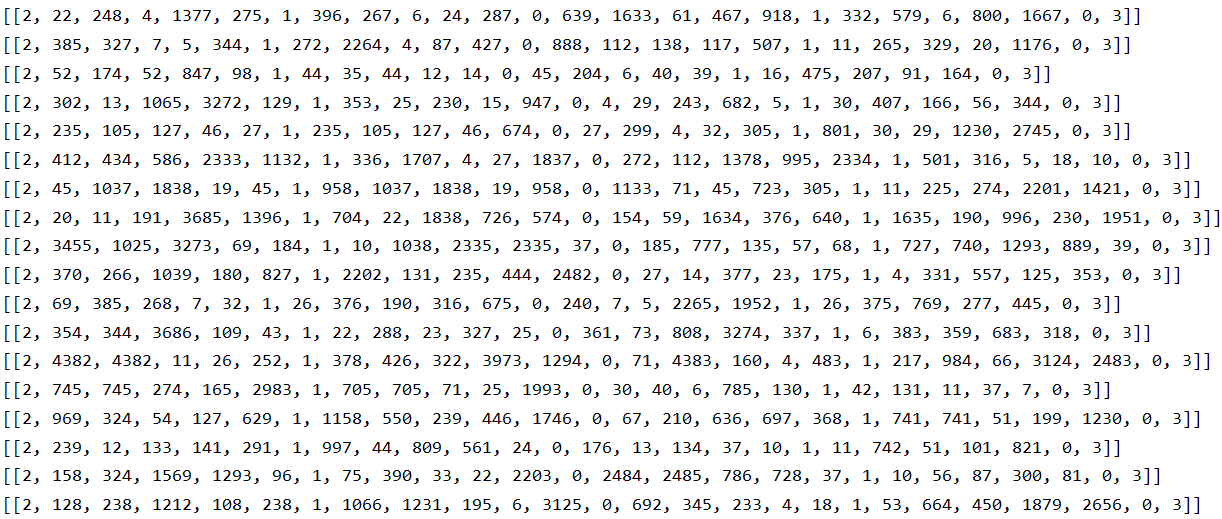 [[2, 22, 248, 4, 1377, 275, 1, 396, 267, 6, 24, 287, 0, 639, 1633, 61, 467, 918, 1, 332, 579, 6, 800, 1667, 0, 3]]
[[2, 385, 327, 7, 5, 344, 1, 272, 2264, 4, 87, 427, 0, 888, 112, 138, 117, 507, 1, 11, 265, 329, 20, 1176, 0, 3]]
[[2, 52, 174, 52, 847, 98, 1, 44, 35, 44, 12, 14, 0, 45, 204, 6, 40, 39, 1, 16, 475, 207, 91, 164, 0, 3]]
[[2, 302, 13, 1065, 3272, 129, 1, 353, 25, 230, 15, 947, 0, 4, 29, 243, 682, 5, 1, 30, 407, 166, 56, 344, 0, 3]]
[[2, 235, 105, 127, 46, 27, 1, 235, 105, 127, 46, 674, 0, 27, 299, 4, 32, 305, 1, 801, 30, 29, 1230, 2745, 0, 3]]
[[2, 412, 434, 586, 2333, 1132, 1, 336, 1707, 4, 27, 1837, 0, 272, 112, 1378, 995, 2334, 1, 501, 316, 5, 18, 10, 0, 3]]
[[2, 45, 1037, 1838, 19, 45, 1, 958, 1037, 1838, 19, 958, 0, 1133, 71, 45, 723, 305, 1, 11, 225, 274, 2201, 1421, 0, 3]]
[[2, 20, 11, 191, 3685, 1396, 1, 704, 22, 1838, 726, 574, 0, 154, 59, 1634, 376, 640, 1, 1635, 190, 996, 230, 1951, 0, 3]]
[[2, 3455, 1025, 3273, 69, 184, 1, 10, 1038, 2335, 2335, 37, 0, 185, 777, 135, 57, 68, 1, 727, 740, 1293, 889, 39, 0, 3]]
[[2, 370, 266, 1039, 180, 827, 1, 2202, 131, 235, 444, 2482, 0, 27, 14, 377, 23, 175, 1, 4, 331, 557, 125, 353, 0, 3]]
[[2, 69, 385, 268, 7, 32, 1, 26, 376, 190, 316, 675, 0, 240, 7, 5, 2265, 1952, 1, 26, 375, 769, 277, 445, 0, 3]]
[[2, 354, 344, 3686, 109, 43, 1, 22, 288, 23, 327, 25, 0, 361, 73, 808, 3274, 337, 1, 6, 383, 359, 683, 318, 0, 3]]
[[2, 4382, 4382, 11, 26, 252, 1, 378, 426, 322, 3973, 1294, 0, 71, 4383, 160, 4, 483, 1, 217, 984, 66, 3124, 2483, 0, 3]]
[[2, 745, 745, 274, 165, 2983, 1, 705, 705, 71, 25, 1993, 0, 30, 40, 6, 785, 130, 1, 42, 131, 11, 37, 7, 0, 3]]
[[2, 969, 324, 54, 127, 629, 1, 1158, 550, 239, 446, 1746, 0, 67, 210, 636, 697, 368, 1, 741, 741, 51, 199, 1230, 0, 3]]
[[2, 239, 12, 133, 141, 291, 1, 997, 44, 809, 561, 24, 0, 176, 13, 134, 37, 10, 1, 11, 742, 51, 101, 821, 0, 3]]
[[2, 158, 324, 1569, 1293, 96, 1, 75, 390, 33, 22, 2203, 0, 2484, 2485, 786, 728, 37, 1, 10, 56, 87, 300, 81, 0, 3]]
[[2, 128, 238, 1212, 108, 238, 1, 1066, 1231, 195, 6, 3125, 0, 692, 345, 233, 4, 18, 1, 53, 664, 450, 1879, 2656, 0, 3]]